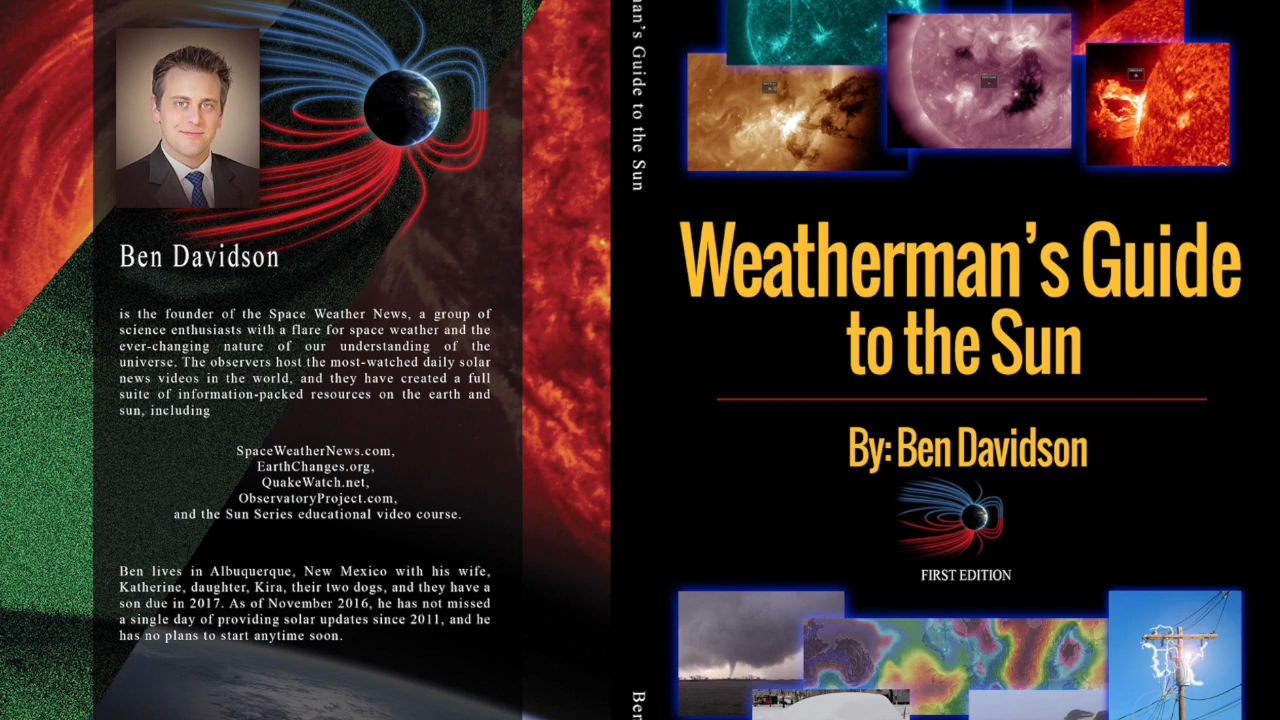 Ben Davidson
is the founder of the Space Weather News, a group of
science enthusiasts with a flare for space weather and the
ever-changing nature of our understanding of the
universe. The observers host the most-watched daily solar
news videos in the world, and they have created a full
suite of information-packed resources on the earth and
sun, including
SpaceWeatherNews.com,
EarthChanges.org,
QuakeWatch.net,
ObservatoryProject.com,
and the Sun Series educational video course.
Ben lives in Albuquerque, New Mexico with his wife,
Katherine, daughter, Kira, their two dogs, and they have a
son due in 2017. As of November 2016, he has not missed
a single day of providing solar updates since 2011, and he
has no plans to start anytime soon.
an's Guide to the Sun
Ber
Weatherman's Guide
to the Sun
By: Ben Davidson
FIRST EDITION